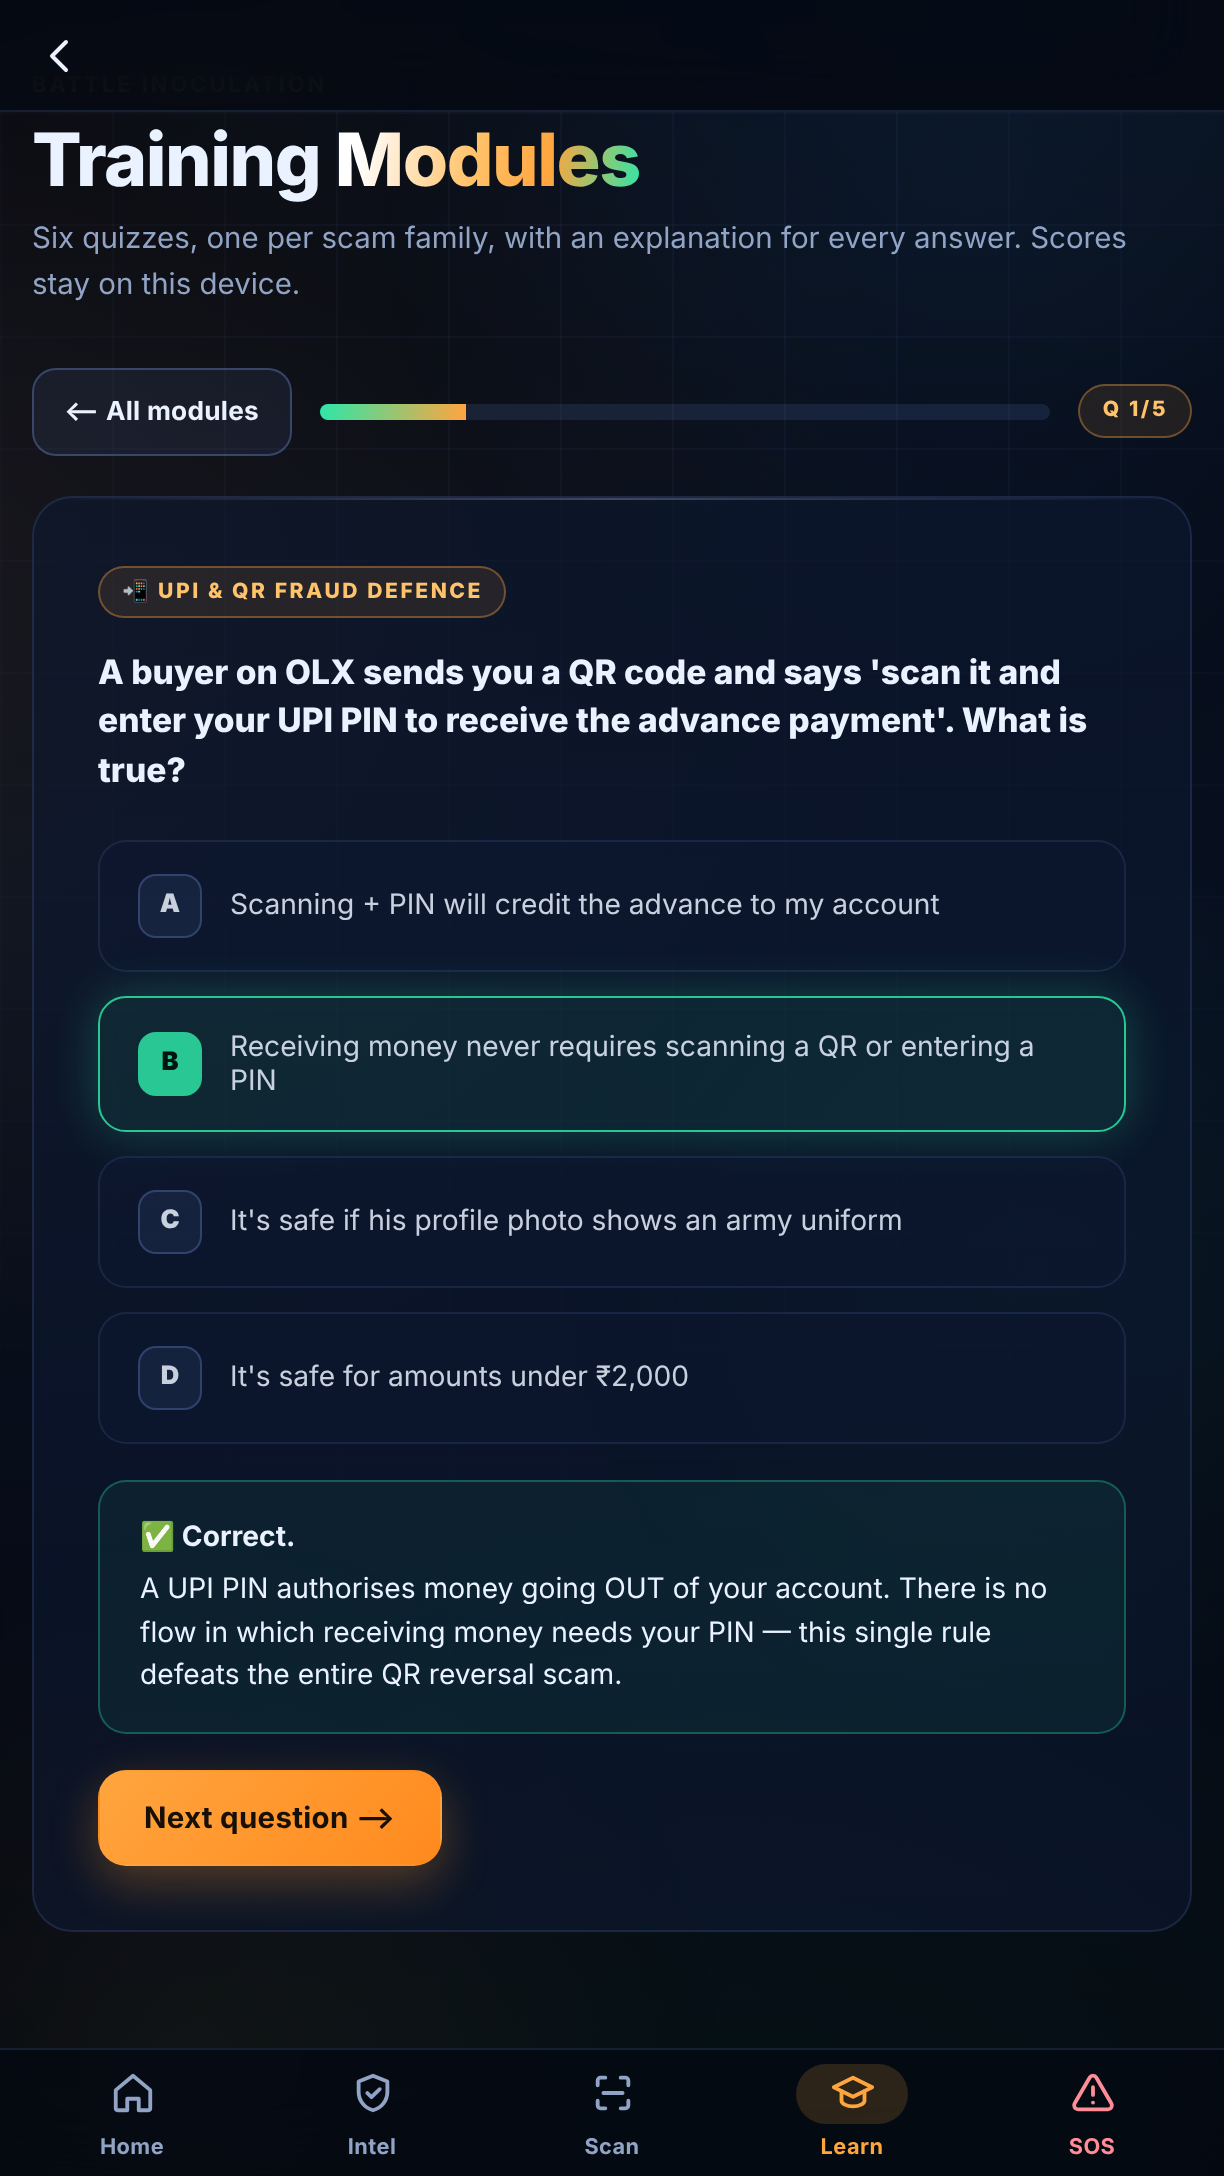 BATTLE INOCULATION
Training Modules
Six quizzes, one per scam family, with an explanation for every answer. Scores
stay on this device.
← All modules
Q 1/5
📲 UPI & QR FRAUD DEFENCE
A buyer on OLX sends you a QR code and says 'scan it and
enter your UPI PIN to receive the advance payment'. What is
true?
A Scanning + PIN will credit the advance to my account
B Receiving money never requires scanning a QR or entering a
PIN
C It's safe if his profile photo shows an army uniform
D It's safe for amounts under ₹2,000
✅ Correct.
A UPI PIN authorises money going OUT of your account. There is no
flow in which receiving money needs your PIN — this single rule
defeats the entire QR reversal scam.
Next question →
Home Intel Scan Learn SOS